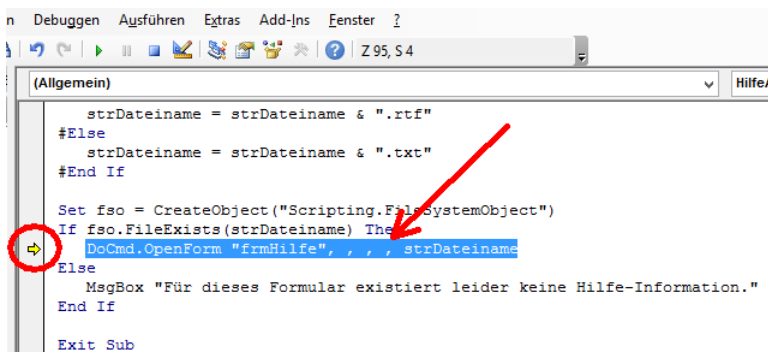 n Debuggen Ausführen Extras Add-Ins Fenster ?
Z 95, S 4
(Allgemein) Hilfe
strDateiname = strDateiname & ".rtf"
#Else
strDateiname = strDateiname & ".txt"
#End If
Set fso = CreateObject("Scripting.FileSystemObject")
If fso.FileExists(strDateiname) The
DoCmd.OpenForm "frmHilfe", , , , strDateiname
Else
MsgBox "Für dieses Formular existiert leider keine Hilfe-Information."
End If
Exit Sub